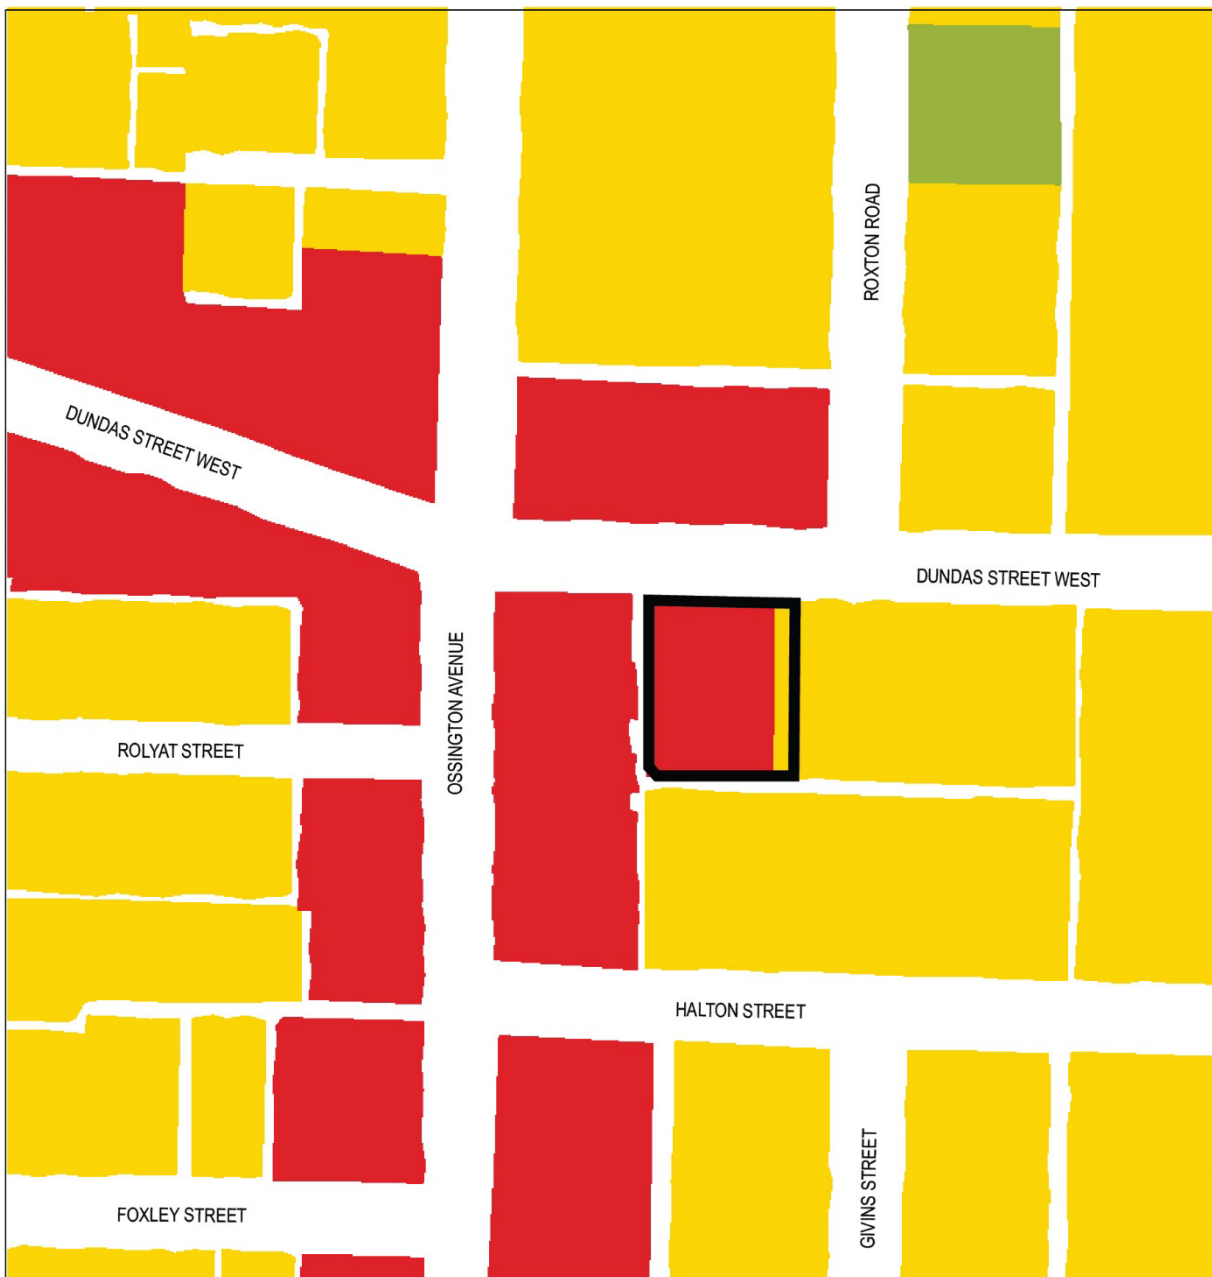 ROXTON ROAD
DUNDAS STREET WEST
DUNDAS STREET WEST
OSSINGTON AVENUE
ROLYAT STREET
HALTON STREET
GIVINS STREET
FOXLEY STREET